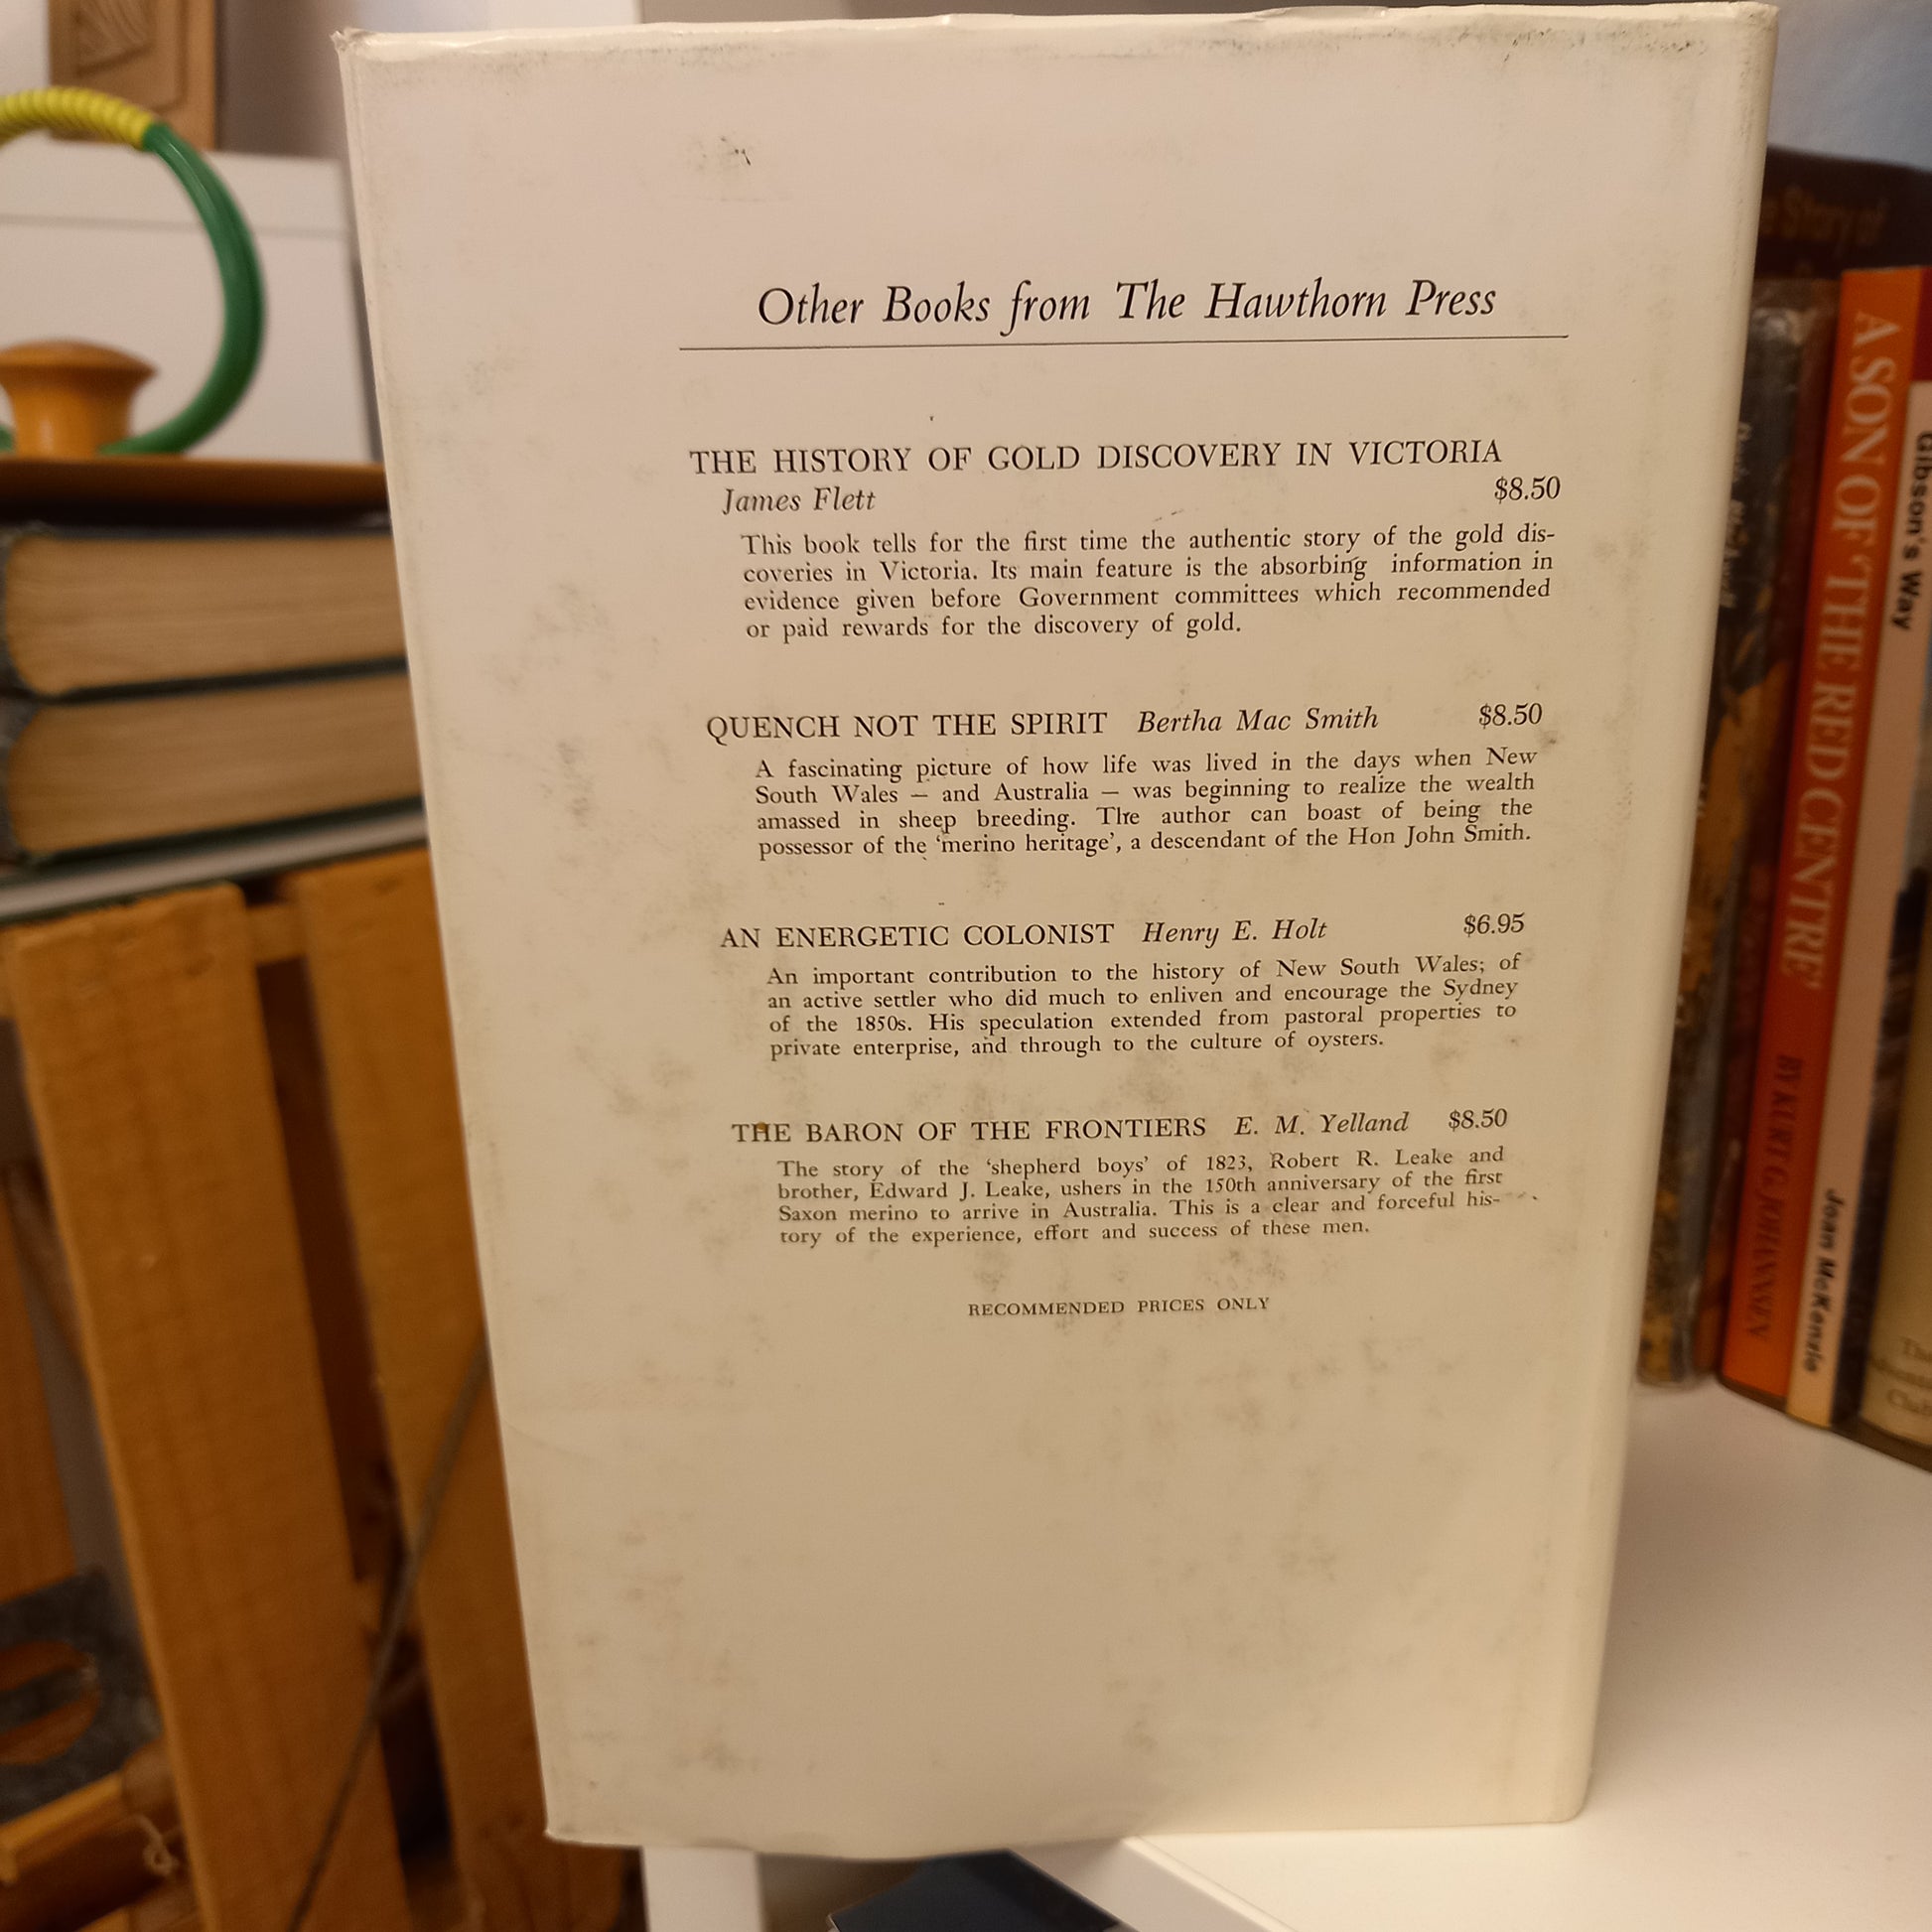 Other Books from The Hawthorn Press
THE HISTORY OF GOLD DISCOVERY IN VICTORIA
James Flett $8.50
This book tells for the first time the authentic story of the gold dis-
coveries in Victoria. Its main feature is the absorbing information in
evidence given before Government committees which recommended
or paid rewards for the discovery of gold.
QUENCH NOT THE SPIRIT Bertha Mac Smith $8.50
A fascinating picture of how life was lived in the days when New
South Wales — and Australia — was beginning to realize the wealth
amassed in sheep breeding. The author can boast of being the
possessor of the ‘merino heritage’, a descendant of the Hon John Smith.
AN ENERGETIC COLONIST Henry E. Holt $6.95
An important contribution to the history of New South Wales; of
an active settler who did much to enliven and encourage the Sydney
of the 1850s. His speculation extended from pastoral properties to
private enterprise, and through to the culture of oysters.
THE BARON OF THE FRONTIERS E. M. Yelland $8.50
The story of the ‘shepherd boys’ of 1823, Robert R. Leake and
brother, Edward J. Leake, ushers in the 150th anniversary of the first
Saxon merino to arrive in Australia. This is a clear and forceful his-
tory of the experience, effort and success of these men.
RECOMMENDED PRICES ONLY
Story of
A SON OF 'THE RED CENTRE' BY KURT G. JOHANNSEN
Gibson's Way Joan McKenzie